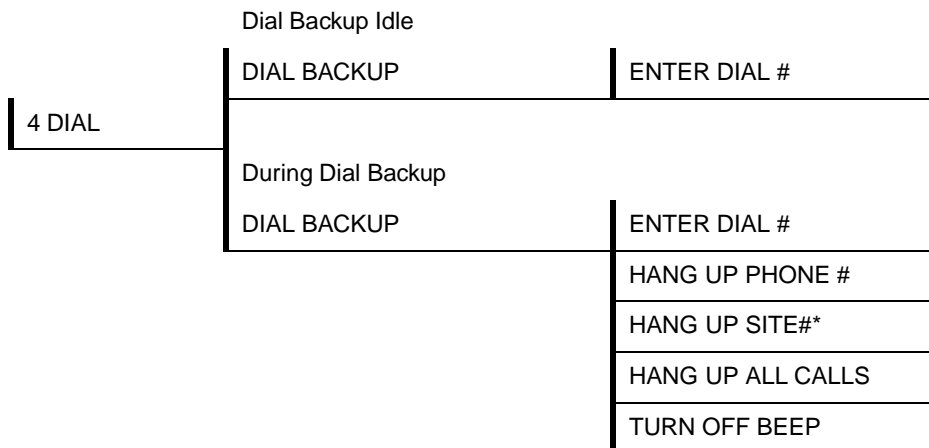 Dial Backup Idle
DIAL BACKUP
ENTER DIAL #
4 DIAL
During Dial Backup
DIAL BACKUP
ENTER DIAL #
HANG UP PHONE #
HANG UP SITE#*
HANG UP ALL CALLS
TURN OFF BEEP